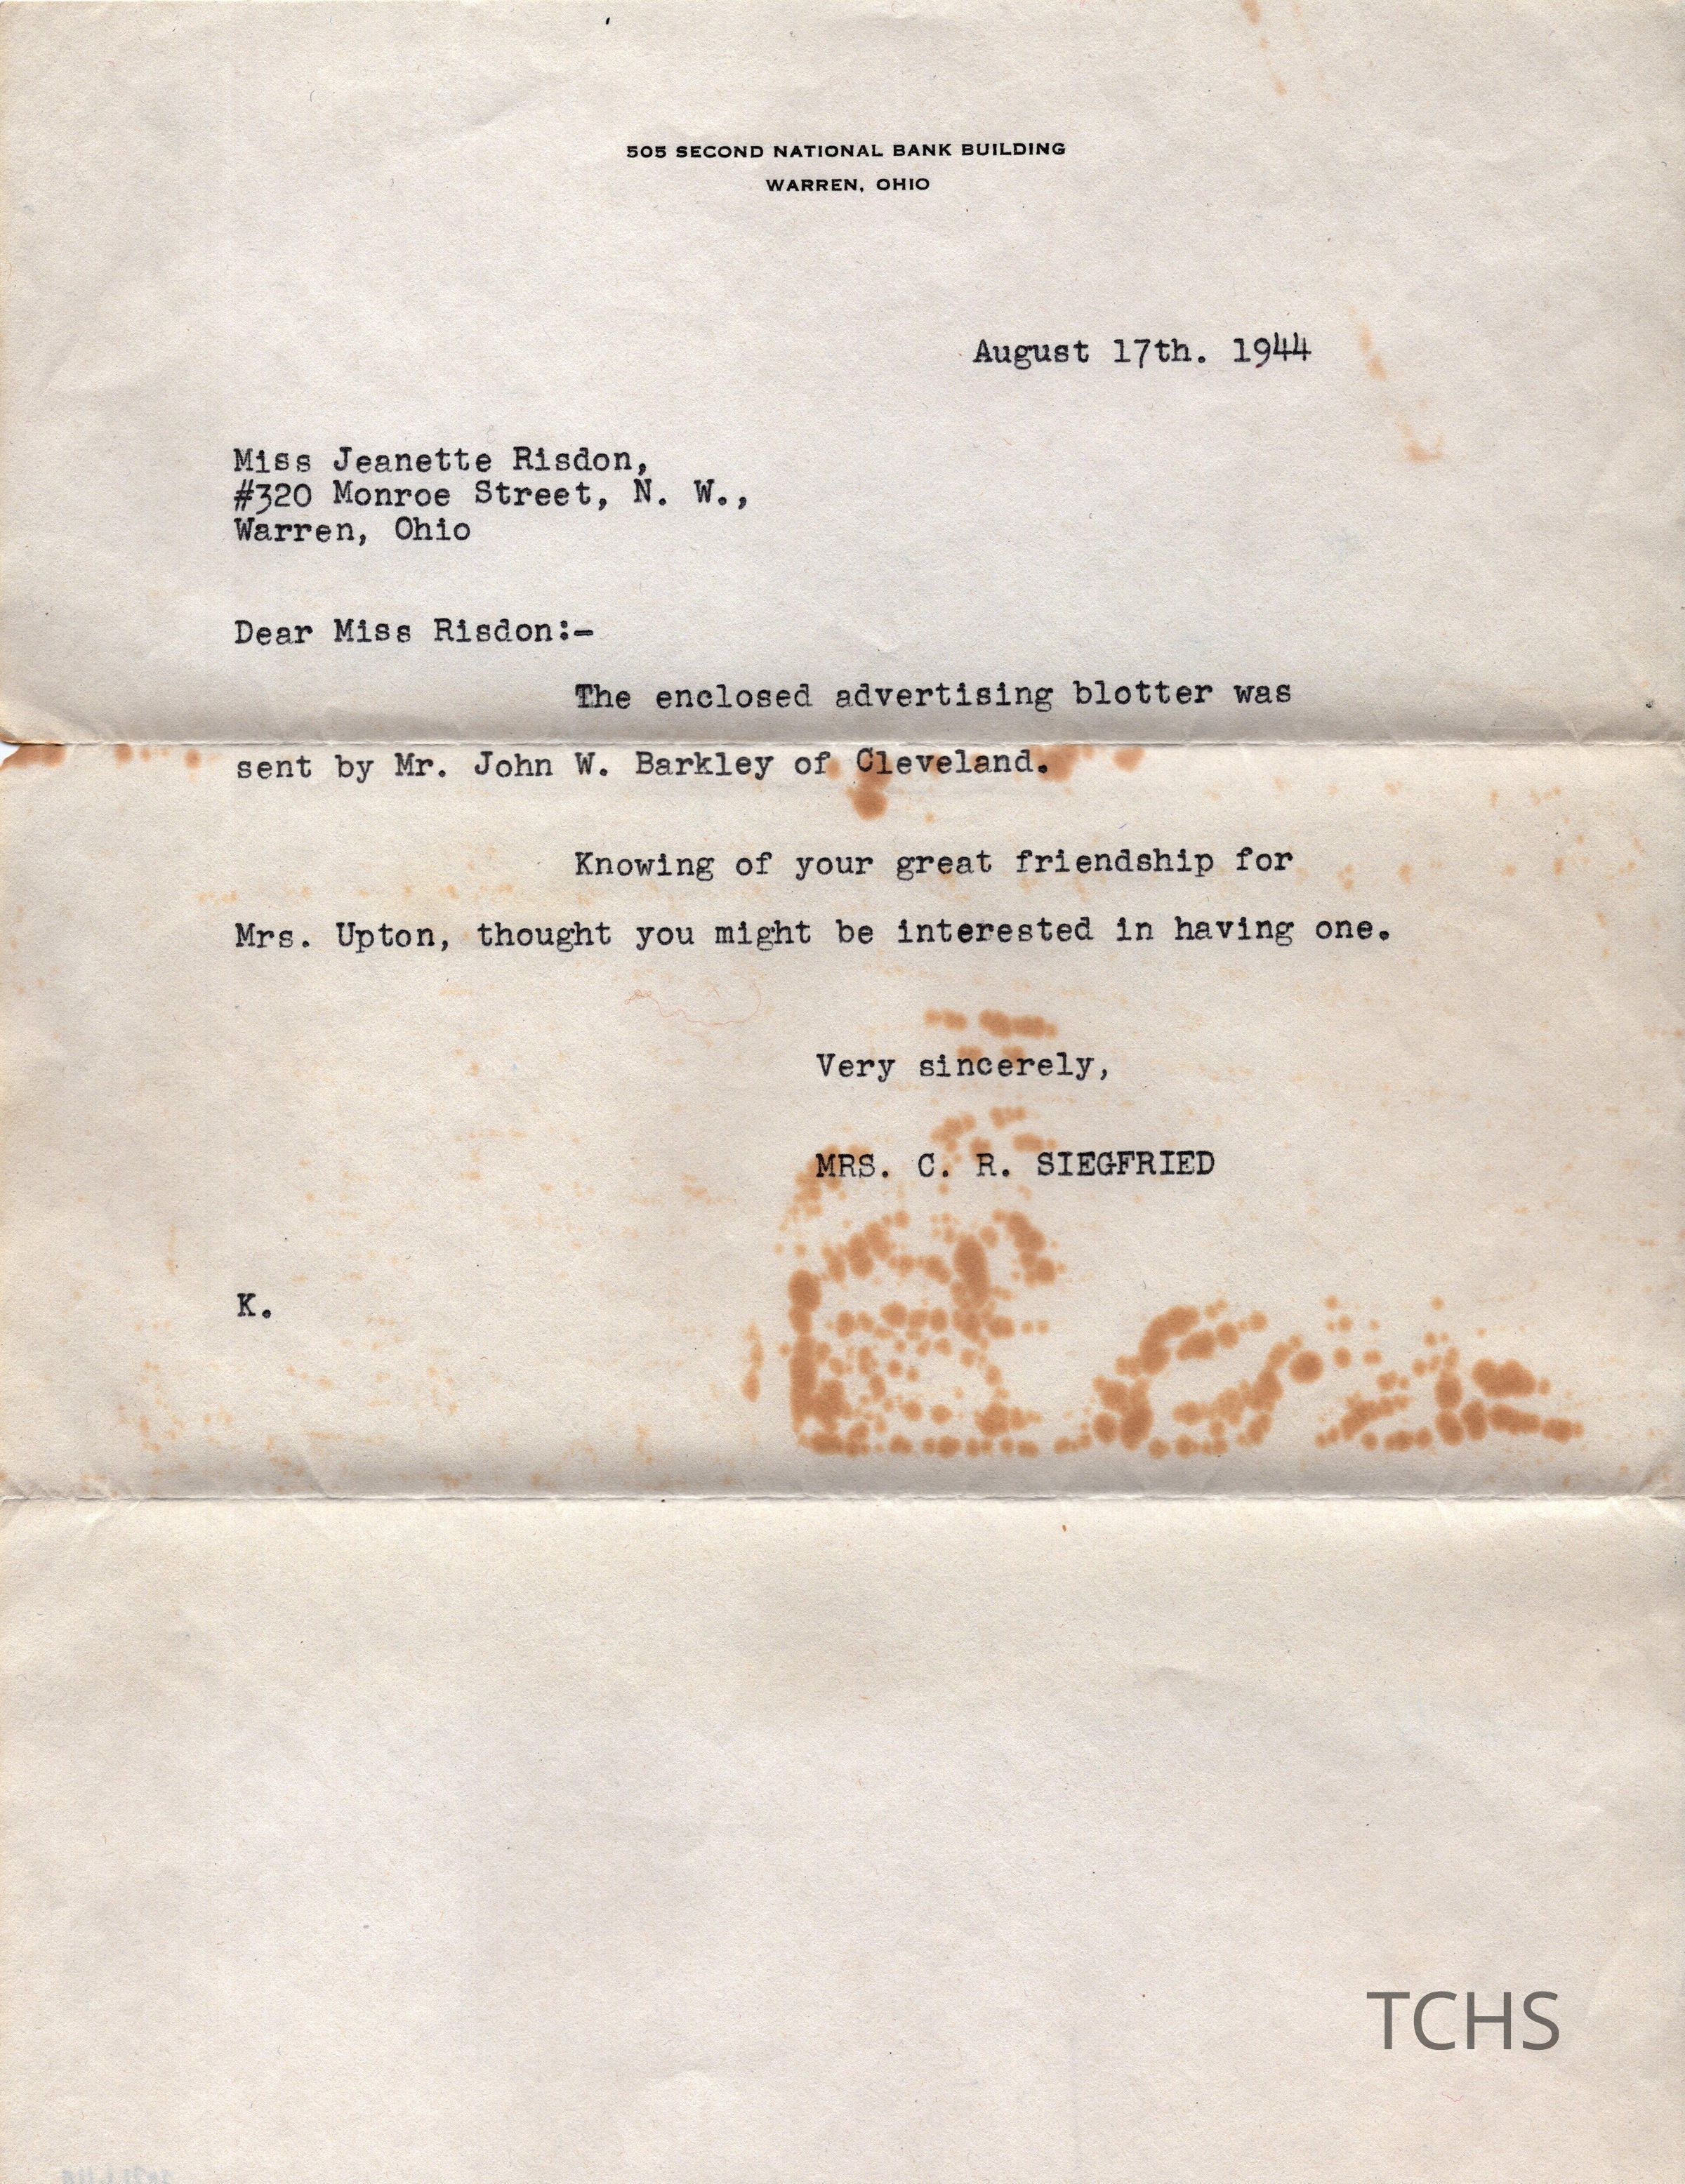 505 SECOND NATIONAL BANK BUILDING
WARREN, OHIO
August 17th. 1944
Miss Jeanette Risdon,
#320 Monroe Street, N. W.,
Warren, Ohio
Dear Miss Risdon:-
The enclosed advertising blotter was
sent by Mr. John W. Barkley of Cleveland.
Knowing of your great friendship for
Mrs. Upton, thought you might be interested in having one.
Very sincerely,
MRS. C. R. SIEGFRIED
K.
TCHS